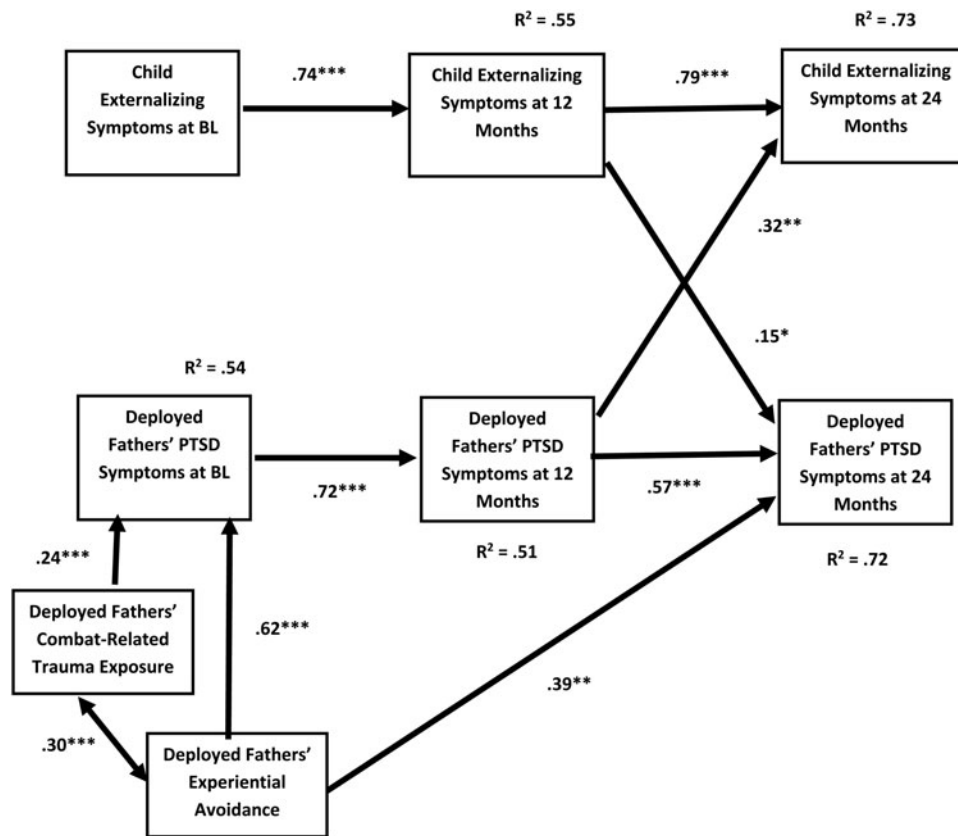 R² = .55
R² = .73
Child
Externalizing
Symptoms at BL
.74***
Child Externalizing
Symptoms at 12
Months
.79***
Child Externalizing
Symptoms at 24
Months
.32**
.15*
R² = .54
Deployed
Fathers’ PTSD
Symptoms at BL
.72***
Deployed
Fathers’ PTSD
Symptoms at 12
Months
.57***
Deployed
Fathers’ PTSD
Symptoms at 24
Months
R² = .51
R² = .72
.24***
Deployed Fathers’
Combat-Related
Trauma Exposure
.62***
.39**
.30***
Deployed Fathers’
Experiential
Avoidance